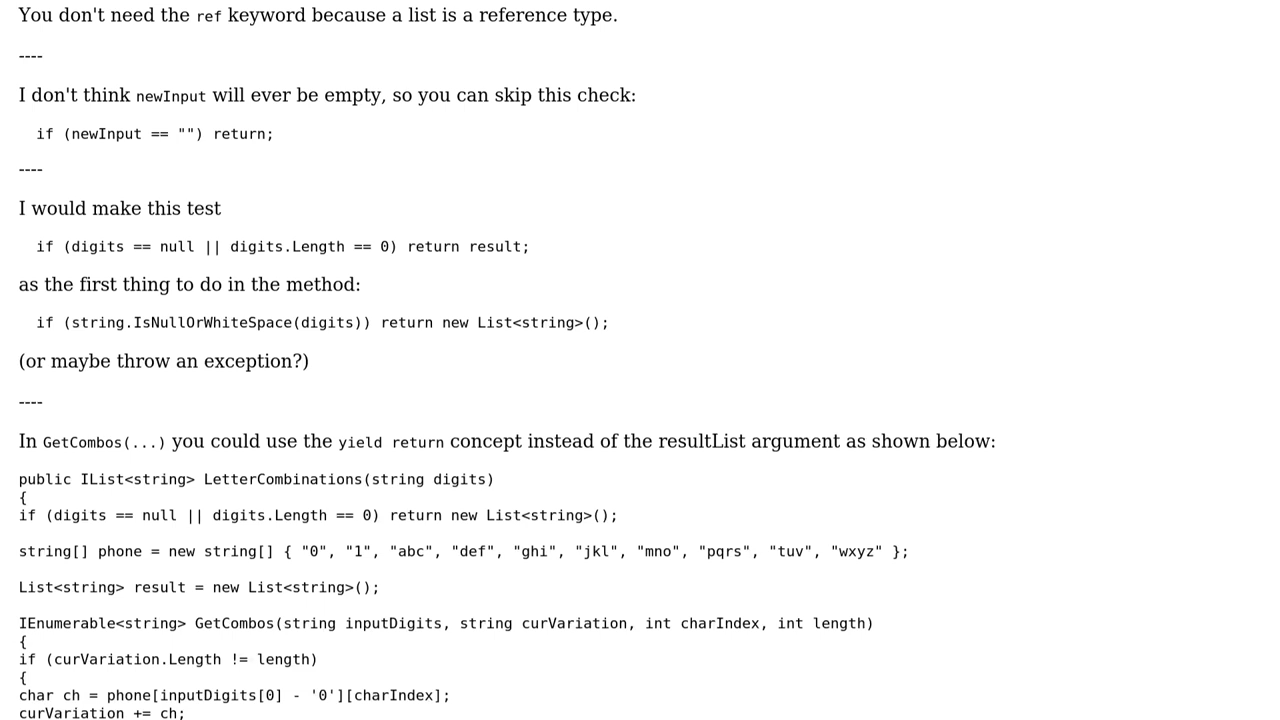 You don't need the ref keyword because a list is a reference type.
----
I don't think newInput will ever be empty, so you can skip this check:
if (newInput == "") return;
----
I would make this test
if (digits == null || digits.Length == 0) return result;
as the first thing to do in the method:
if (string.IsNullOrWhiteSpace(digits)) return new List<string>();
(or maybe throw an exception?)
----
In GetCombos(...) you could use the yield return concept instead of the resultList argument as shown below:
public IList<string> LetterCombinations(string digits)
{
if (digits == null || digits.Length == 0) return new List<string>();
string[] phone = new string[] { "0", "1", "abc", "def", "ghi", "jkl", "mno", "pqrs", "tuv", "wxyz" };
List<string> result = new List<string>();
IEnumerable<string> GetCombos(string inputDigits, string curVariation, int charIndex, int length)
{
if (curVariation.Length != length)
{
char ch = phone[inputDigits[0] - '0'][charIndex];
curVariation += ch;